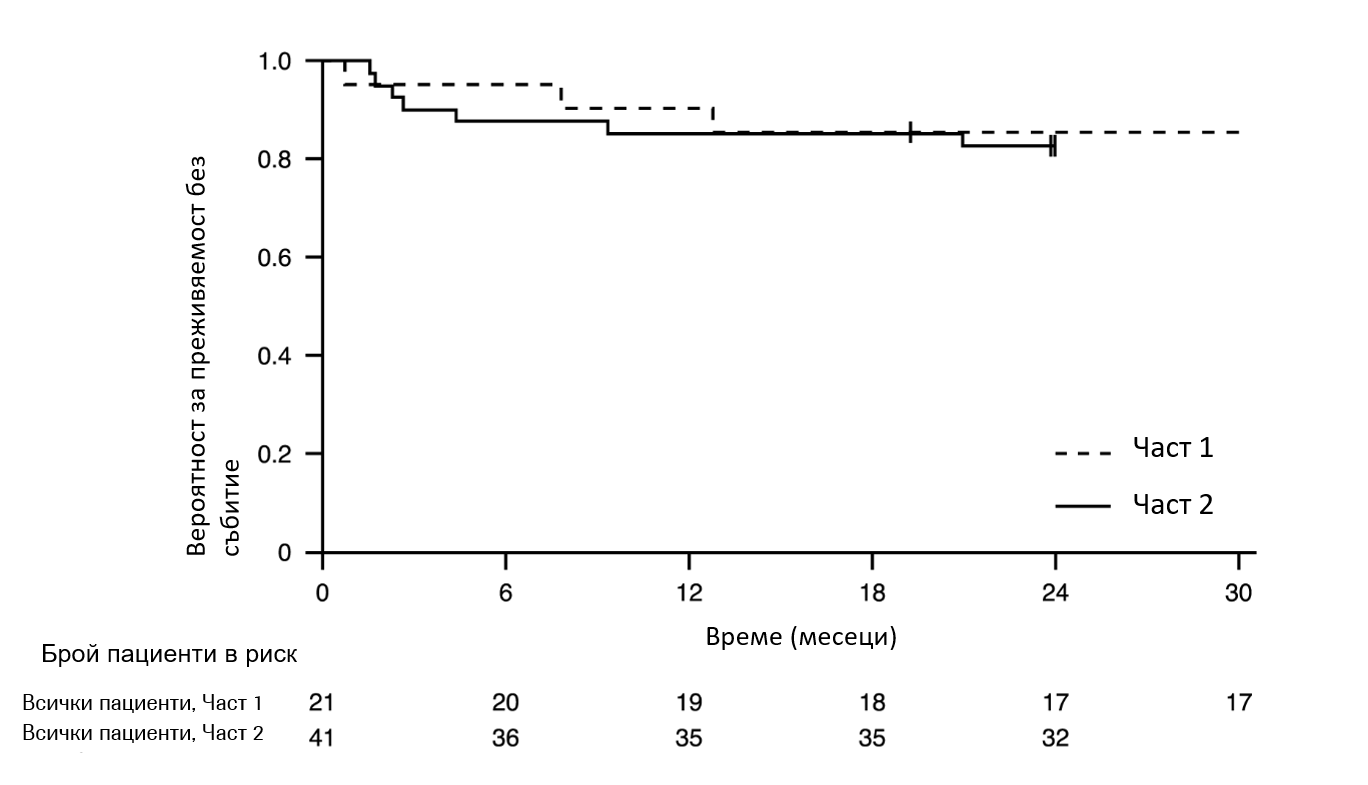 1.0
0.8
0.6
0.4
0.2
0
Вероятност за преживяемост без
събитие
Част 1
Част 2
0 6 12 18 24 30
Време (месеци)
Брой пациенти в риск
Всички пациенти, Част 1 21 20 19 18 17 17
Всички пациенти, Част 2 41 36 35 35 32